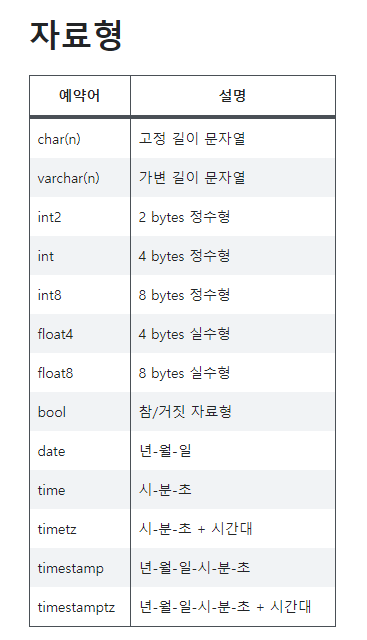 자료형
예약어 설명
char(n) 고정 길이 문자열
varchar(n) 가변 길이 문자열
int2 2 bytes 정수형
int 4 bytes 정수형
int8 8 bytes 정수형
float4 4 bytes 실수형
float8 8 bytes 실수형
bool 참/거짓 자료형
date 년-월-일
time 시-분-초
timetz 시-분-초 + 시간대
timestamp 년-월-일-시-분-초
timestamptz 년-월-일-시-분-초 + 시간대